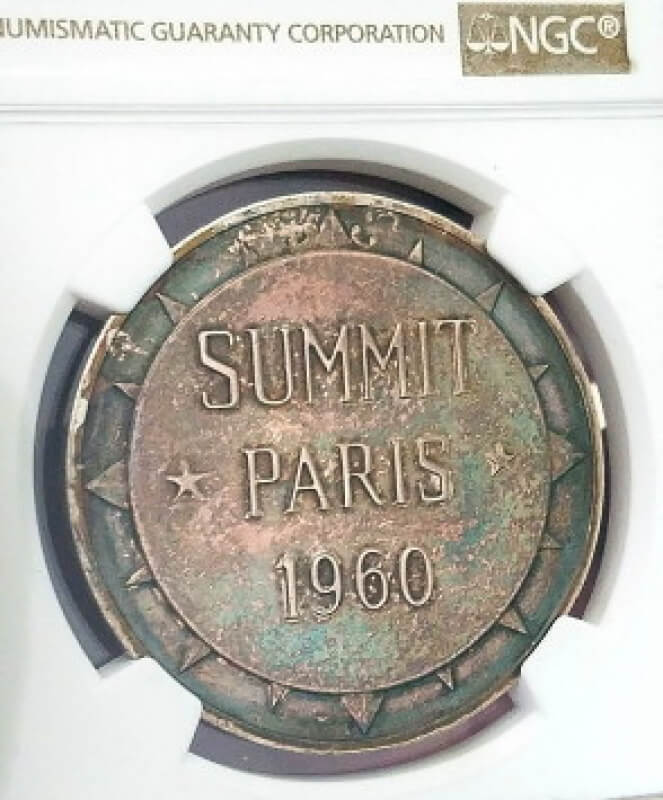 NUMISMATIC GUARANTY CORPORATION NGC®
SUMMIT
PARIS
1960